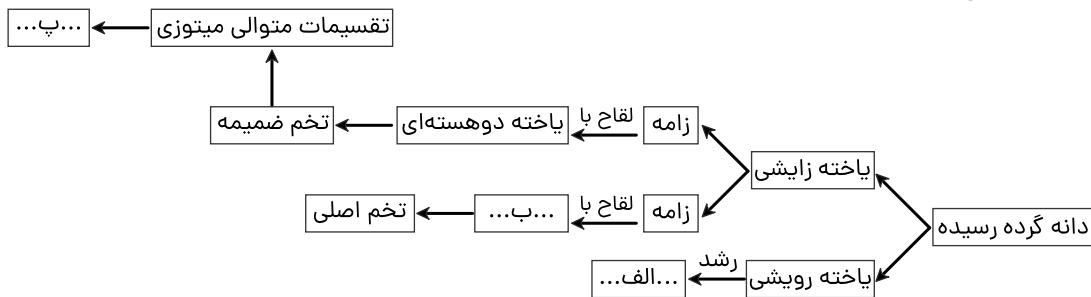 دانه گرده رسیده
یاخته زایشی
زامه
لقاح با
یاخته دوهسته‌ای
تخم ضمیمه
تقسیمات متوالی میتوزی
...پ...
زامه
لقاح با
...ب...
تخم اصلی
یاخته رویشی
رشد
...الف...